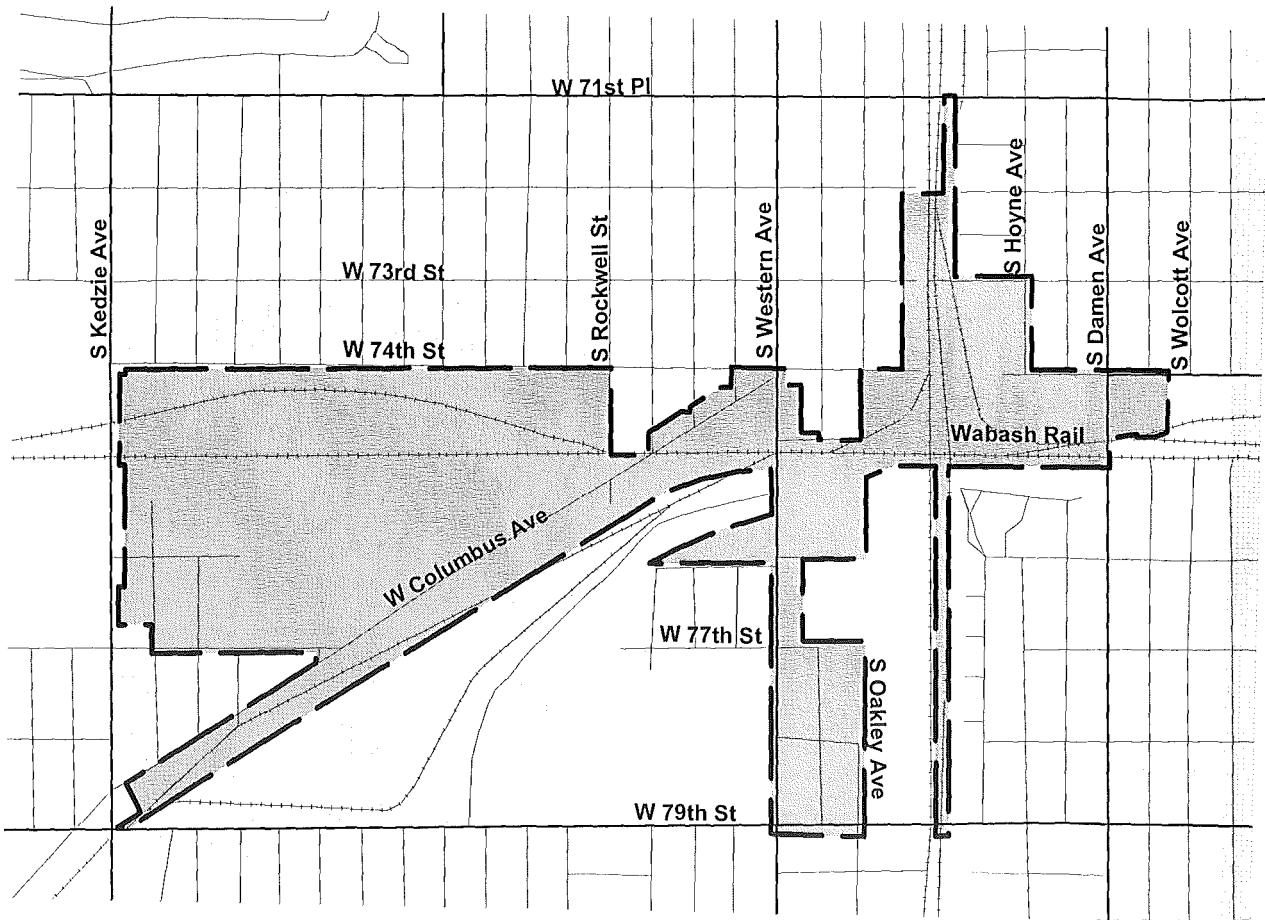 W 71st Pl
S Kedzie Ave
W 73rd St
W 74th St
S Rockwell St
S Western Ave
S Hoyne Ave
S Damen Ave
S Wolcott Ave
Wabash Rail
W Columbus Ave
W 77th St
S Oakley Ave
W 79th St